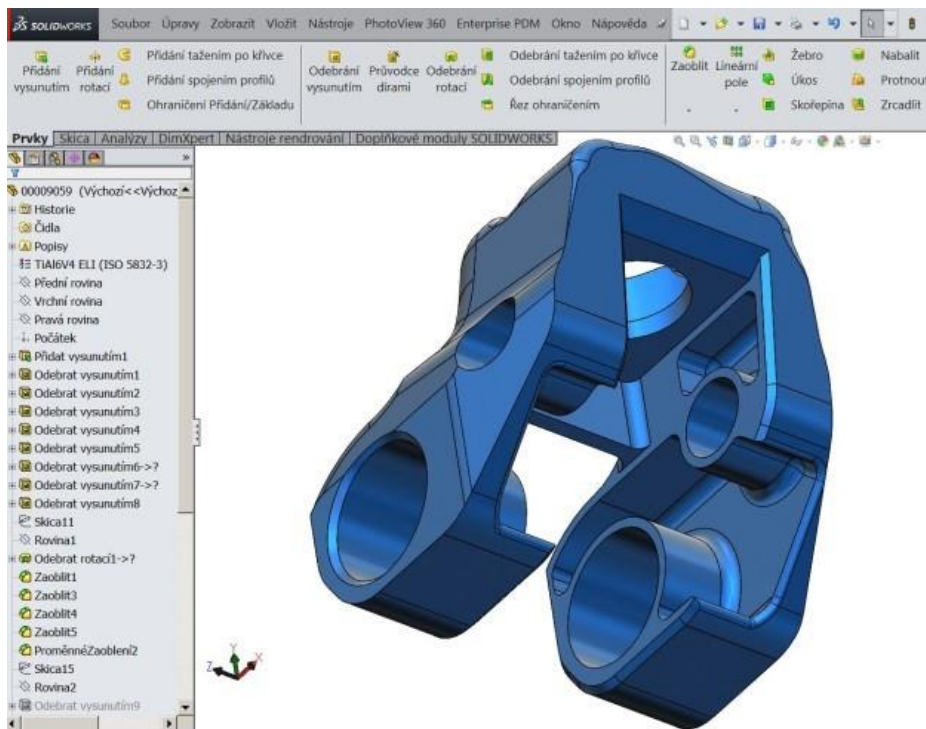 SOLIDWORKS Soubor Úpravy Zobrazit Vložit Nástroje PhotoView 360 Enterprise PDM Okno Nápověda
Přidání vysunutím
Přidání rotací
Přidání tažením po křivce
Přidání spojením profilů
Ohraničení Přidání/Základu
Odebrání vysunutím
Průvodce dírami
Odebrání rotací
Odebrání tažením po křivce
Odebrání spojením profilů
Řez ohraničením
Zaoblit
Lineární pole
Žebro
Úkos
Skořepina
Nabalit
Protnout
Zrcadlit
Prvky Skica Analýzy DimXpert Nástroje rendrování Doplňkové moduly SOLIDWORKS
00009059 (Výchozí<<Výchoz
Historie
Čidla
Popisy
TiAl6V4 ELI (ISO 5832-3)
Přední rovina
Vrchní rovina
Pravá rovina
Počátek
Přidat vysunutím1
Odebrat vysunutím1
Odebrat vysunutím2
Odebrat vysunutím3
Odebrat vysunutím4
Odebrat vysunutím5
Odebrat vysunutím6->?
Odebrat vysunutím7->?
Odebrat vysunutím8
Skica11
Rovina1
Odebrat rotací1->?
Zaoblit1
Zaoblit3
Zaoblit4
Zaoblit5
ProměnnéZaoblení2
Skica15
Rovina2
Odebrat vysunutím9
Y
Z
X